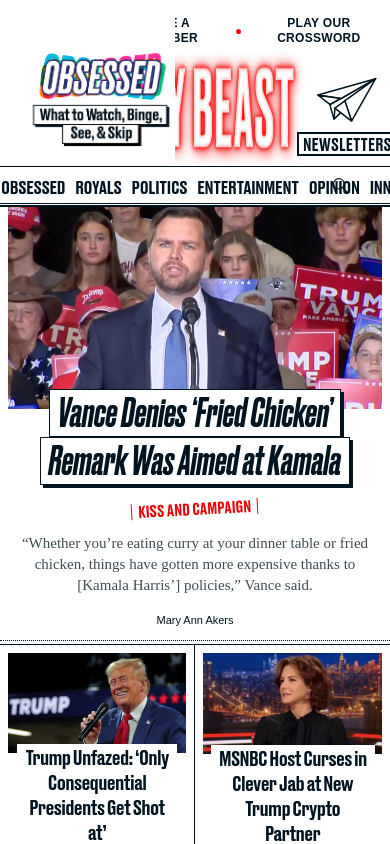 E A
BER
PLAY OUR
CROSSWORD
OBSESSED
What to Watch, Binge,
See, & Skip
Y BEAST
NEWSLETTERS
OBSESSED ROYALS POLITICS ENTERTAINMENT OPINION INN
TRUMP
VANCE
TRUMP
Vance Denies ‘Fried Chicken’
Remark Was Aimed at Kamala
KISS AND CAMPAIGN
“Whether you’re eating curry at your dinner table or fried
chicken, things have gotten more expensive thanks to
[Kamala Harris’] policies,” Vance said.
Mary Ann Akers
TRUMP
Trump Unfazed: ‘Only
Consequential
Presidents Get Shot
at’
MSNBC Host Curses in
Clever Jab at New
Trump Crypto
Partner